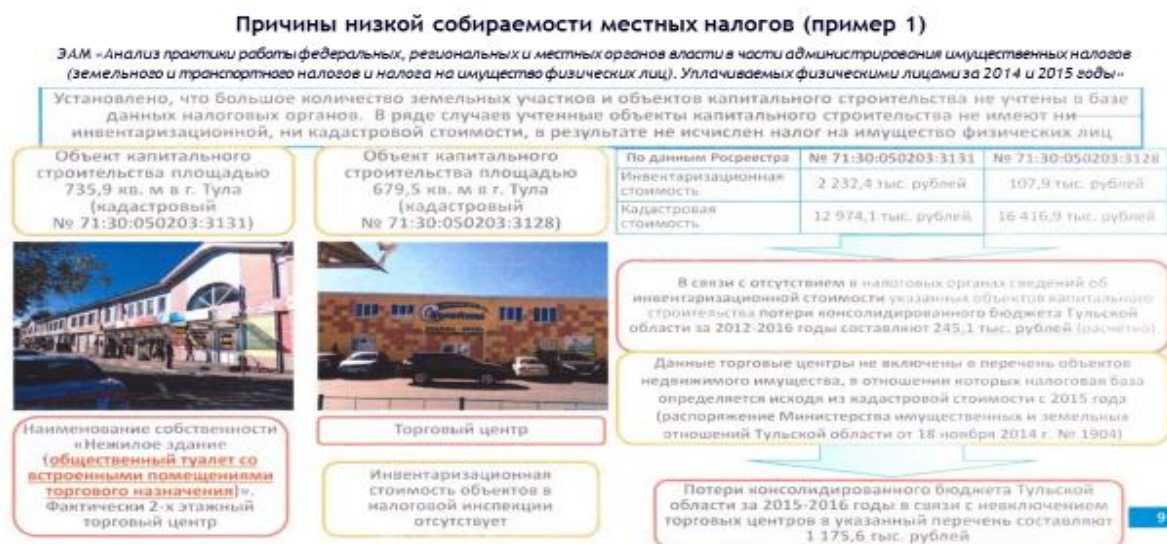 Причины низкой собираемости местных налогов (пример 1)
ЭАМ «Анализ практики работы федеральных, региональных и местных органов власти в части администрирования имущественных налогов
(земельного и транспортного налогов и налога на имущество физических лиц). Уплачиваемых физическими лицами за 2014 и 2015 годы»
Установлено, что большое количество земельных участков и объектов капитального строительства не учтены в базе
данных налоговых органов. В ряде случаев учтенные объекты капитального строительства не имеют ни
инвентаризационной, ни кадастровой стоимости, в результате не исчислен налог на имущество физических лиц
Объект капитального
строительства площадью
735,9 кв. м в г. Тула
(кадастровый
№ 71:30:050203:3131)
Объект капитального
строительства площадью
679,5 кв. м в г. Тула
(кадастровый
№ 71:30:050203:3128)
По данным Росреестра № 71:30:050203:3131 № 71:30:050203:3128
Инвентаризационная
стоимость 2 232,4 тыс. рублей 107,9 тыс. рублей
Кадастровая
стоимость 12 974,1 тыс. рублей 16 416,9 тыс. рублей
В связи с отсутствием в налоговых органах сведений об
инвентаризационной стоимости указанных объектов капитального
строительства потери консолидированного бюджета Тульской
области за 2012-2016 годы составляют 245,1 тыс. рублей (расчетно)
Данные торговые центры не включены в перечень объектов
недвижимого имущества, в отношении которых налоговая база
определяется исходя из кадастровой стоимости с 2015 года
(распоряжение Министерства имущественных и земельных
отношений Тульской области от 18 ноября 2014 г. № 1904)
Наименование собственности
«Нежилое здание
(общественный туалет со
встроенными помещениями
торгового назначения)».
Фактически 2-х этажный
торговый центр
Торговый центр
Инвентаризационная
стоимость объектов в
налоговой инспекции
отсутствует
Потери консолидированного бюджета Тульской
области за 2015-2016 годы в связи с невключением
торговых центров в указанный перечень составляют
1 175,6 тыс. рублей
9